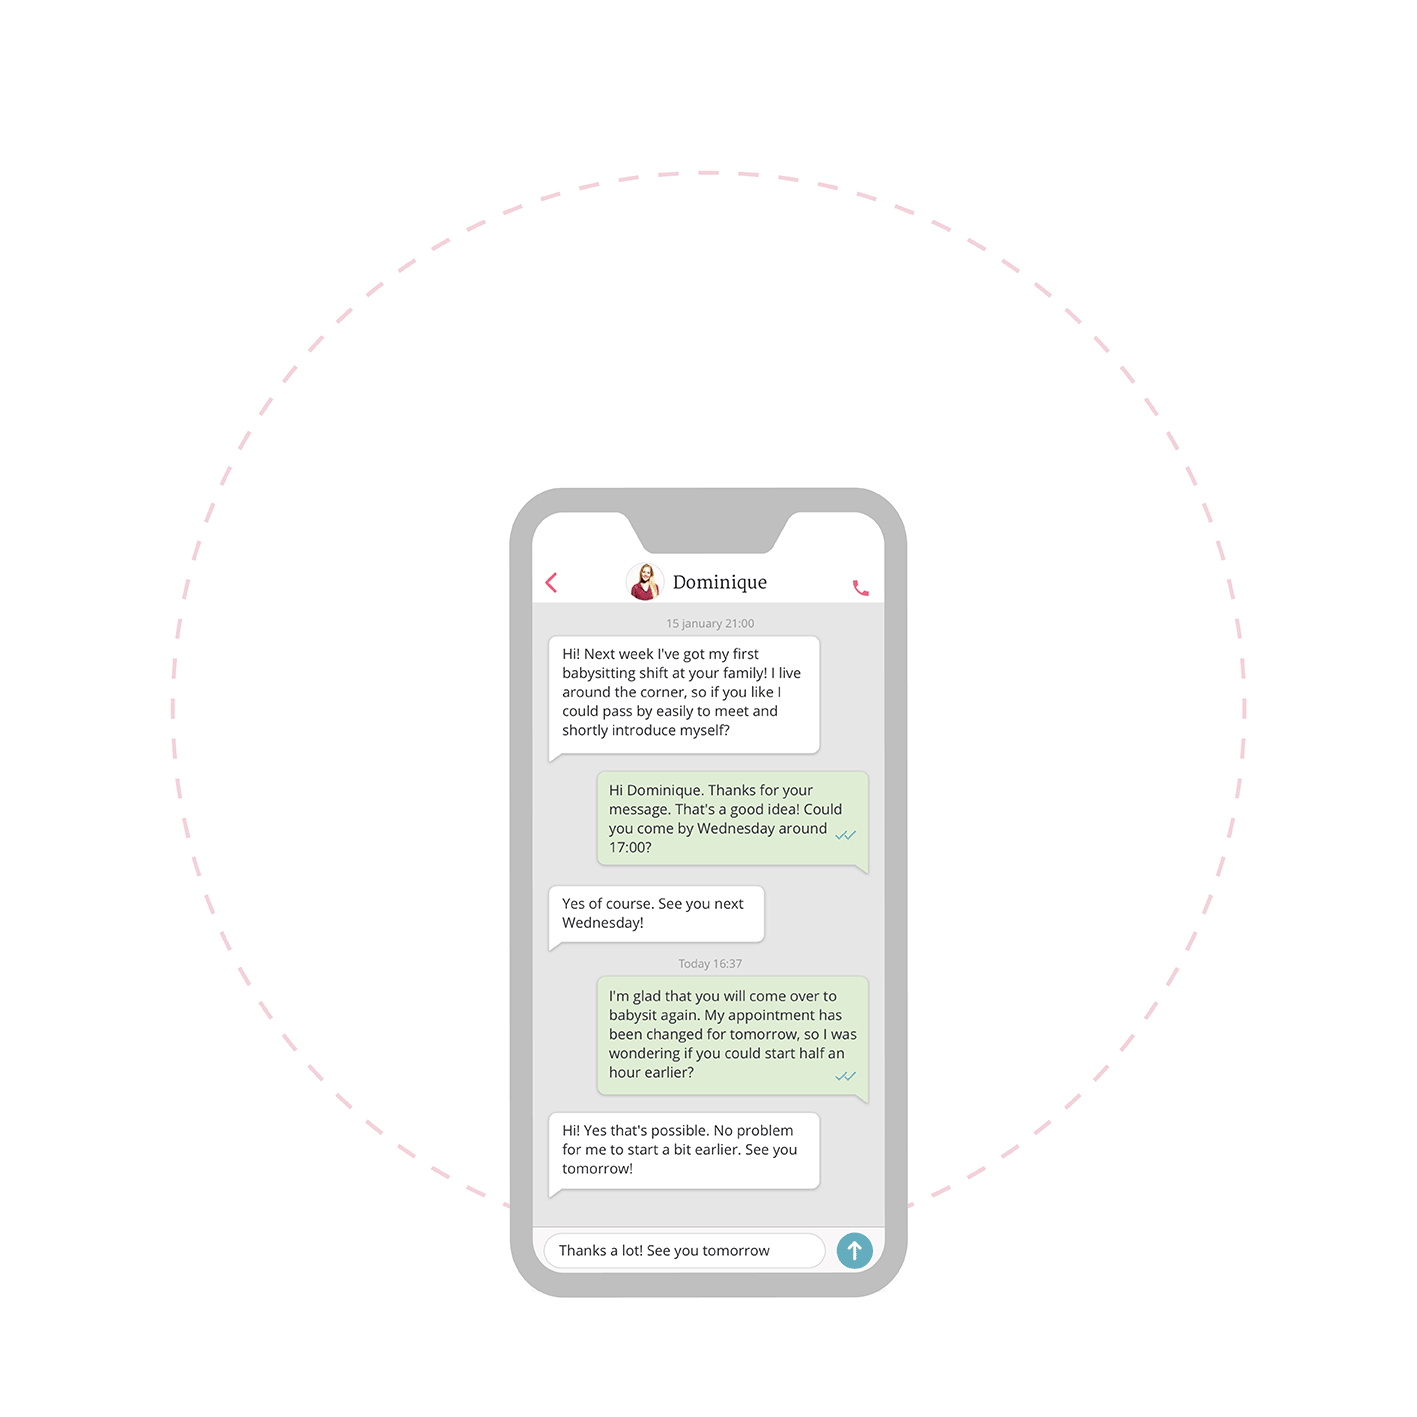 Dominique
15 january 21:00
Hi! Next week I've got my first
babysitting shift at your family! I live
around the corner, so if you like I
could pass by easily to meet and
shortly introduce myself?
Hi Dominique. Thanks for your
message. That's a good idea! Could
you come by Wednesday around
17:00?
Yes of course. See you next
Wednesday!
Today 16:37
I'm glad that you will come over to
babysit again. My appointment has
been changed for tomorrow, so I was
wondering if you could start half an
hour earlier?
Hi! Yes that's possible. No problem
for me to start a bit earlier. See you
tomorrow!
Thanks a lot! See you tomorrow